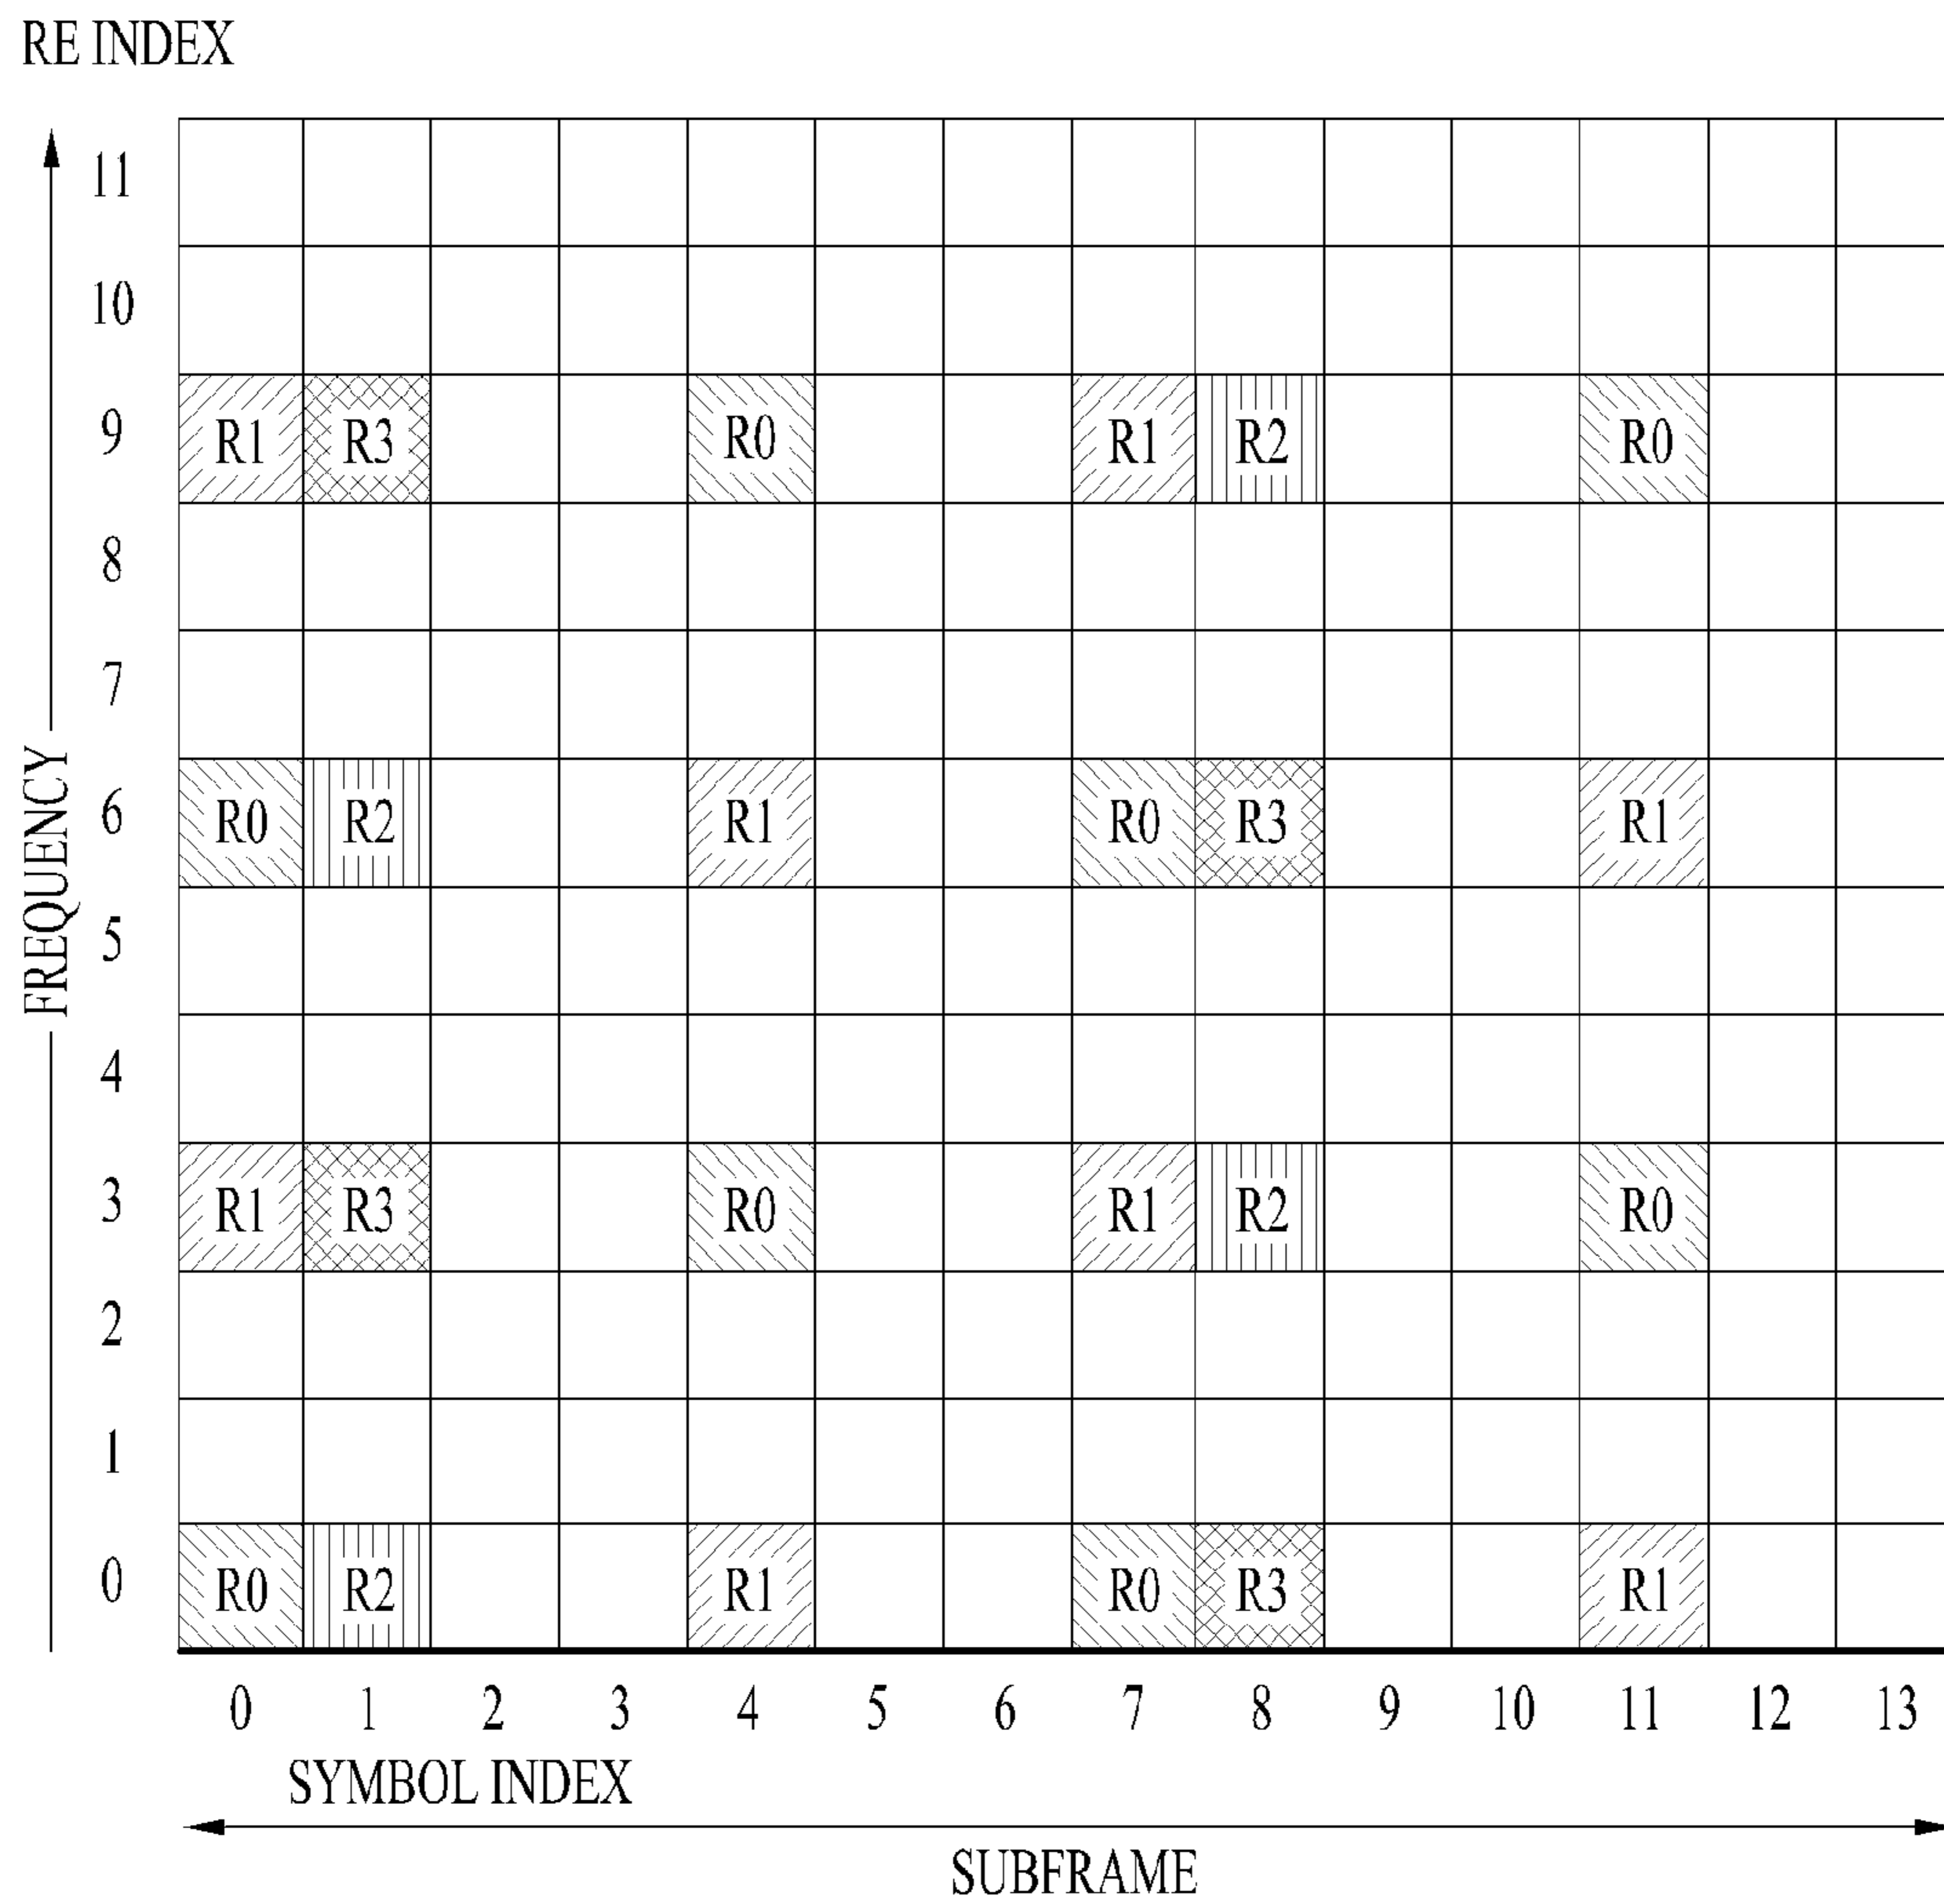 RE INDEX
11
10
9 R1 R3 R0 R1 R2 R0
8
7
6 R0 R2 R1 R0 R3 R1
5
4
3 R1 R3 R0 R1 R2 R0
2
1
0 R0 R2 R1 R0 R3 R1
FREQUENCY
0 1 2 3 4 5 6 7 8 9 10 11 12 13
SYMBOL INDEX
SUBFRAME